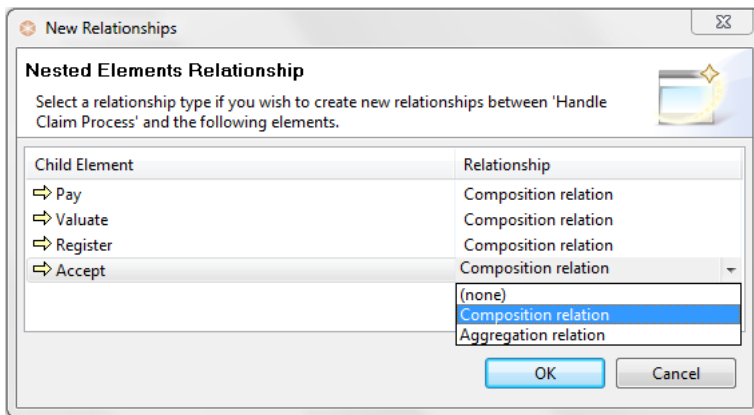 New Relationships
Nested Elements Relationship
Select a relationship type if you wish to create new relationships between 'Handle
Claim Process' and the following elements.
Child Element Relationship
Pay Composition relation
Valuate Composition relation
Register Composition relation
Accept Composition relation
(none)
Composition relation
Aggregation relation
OK Cancel